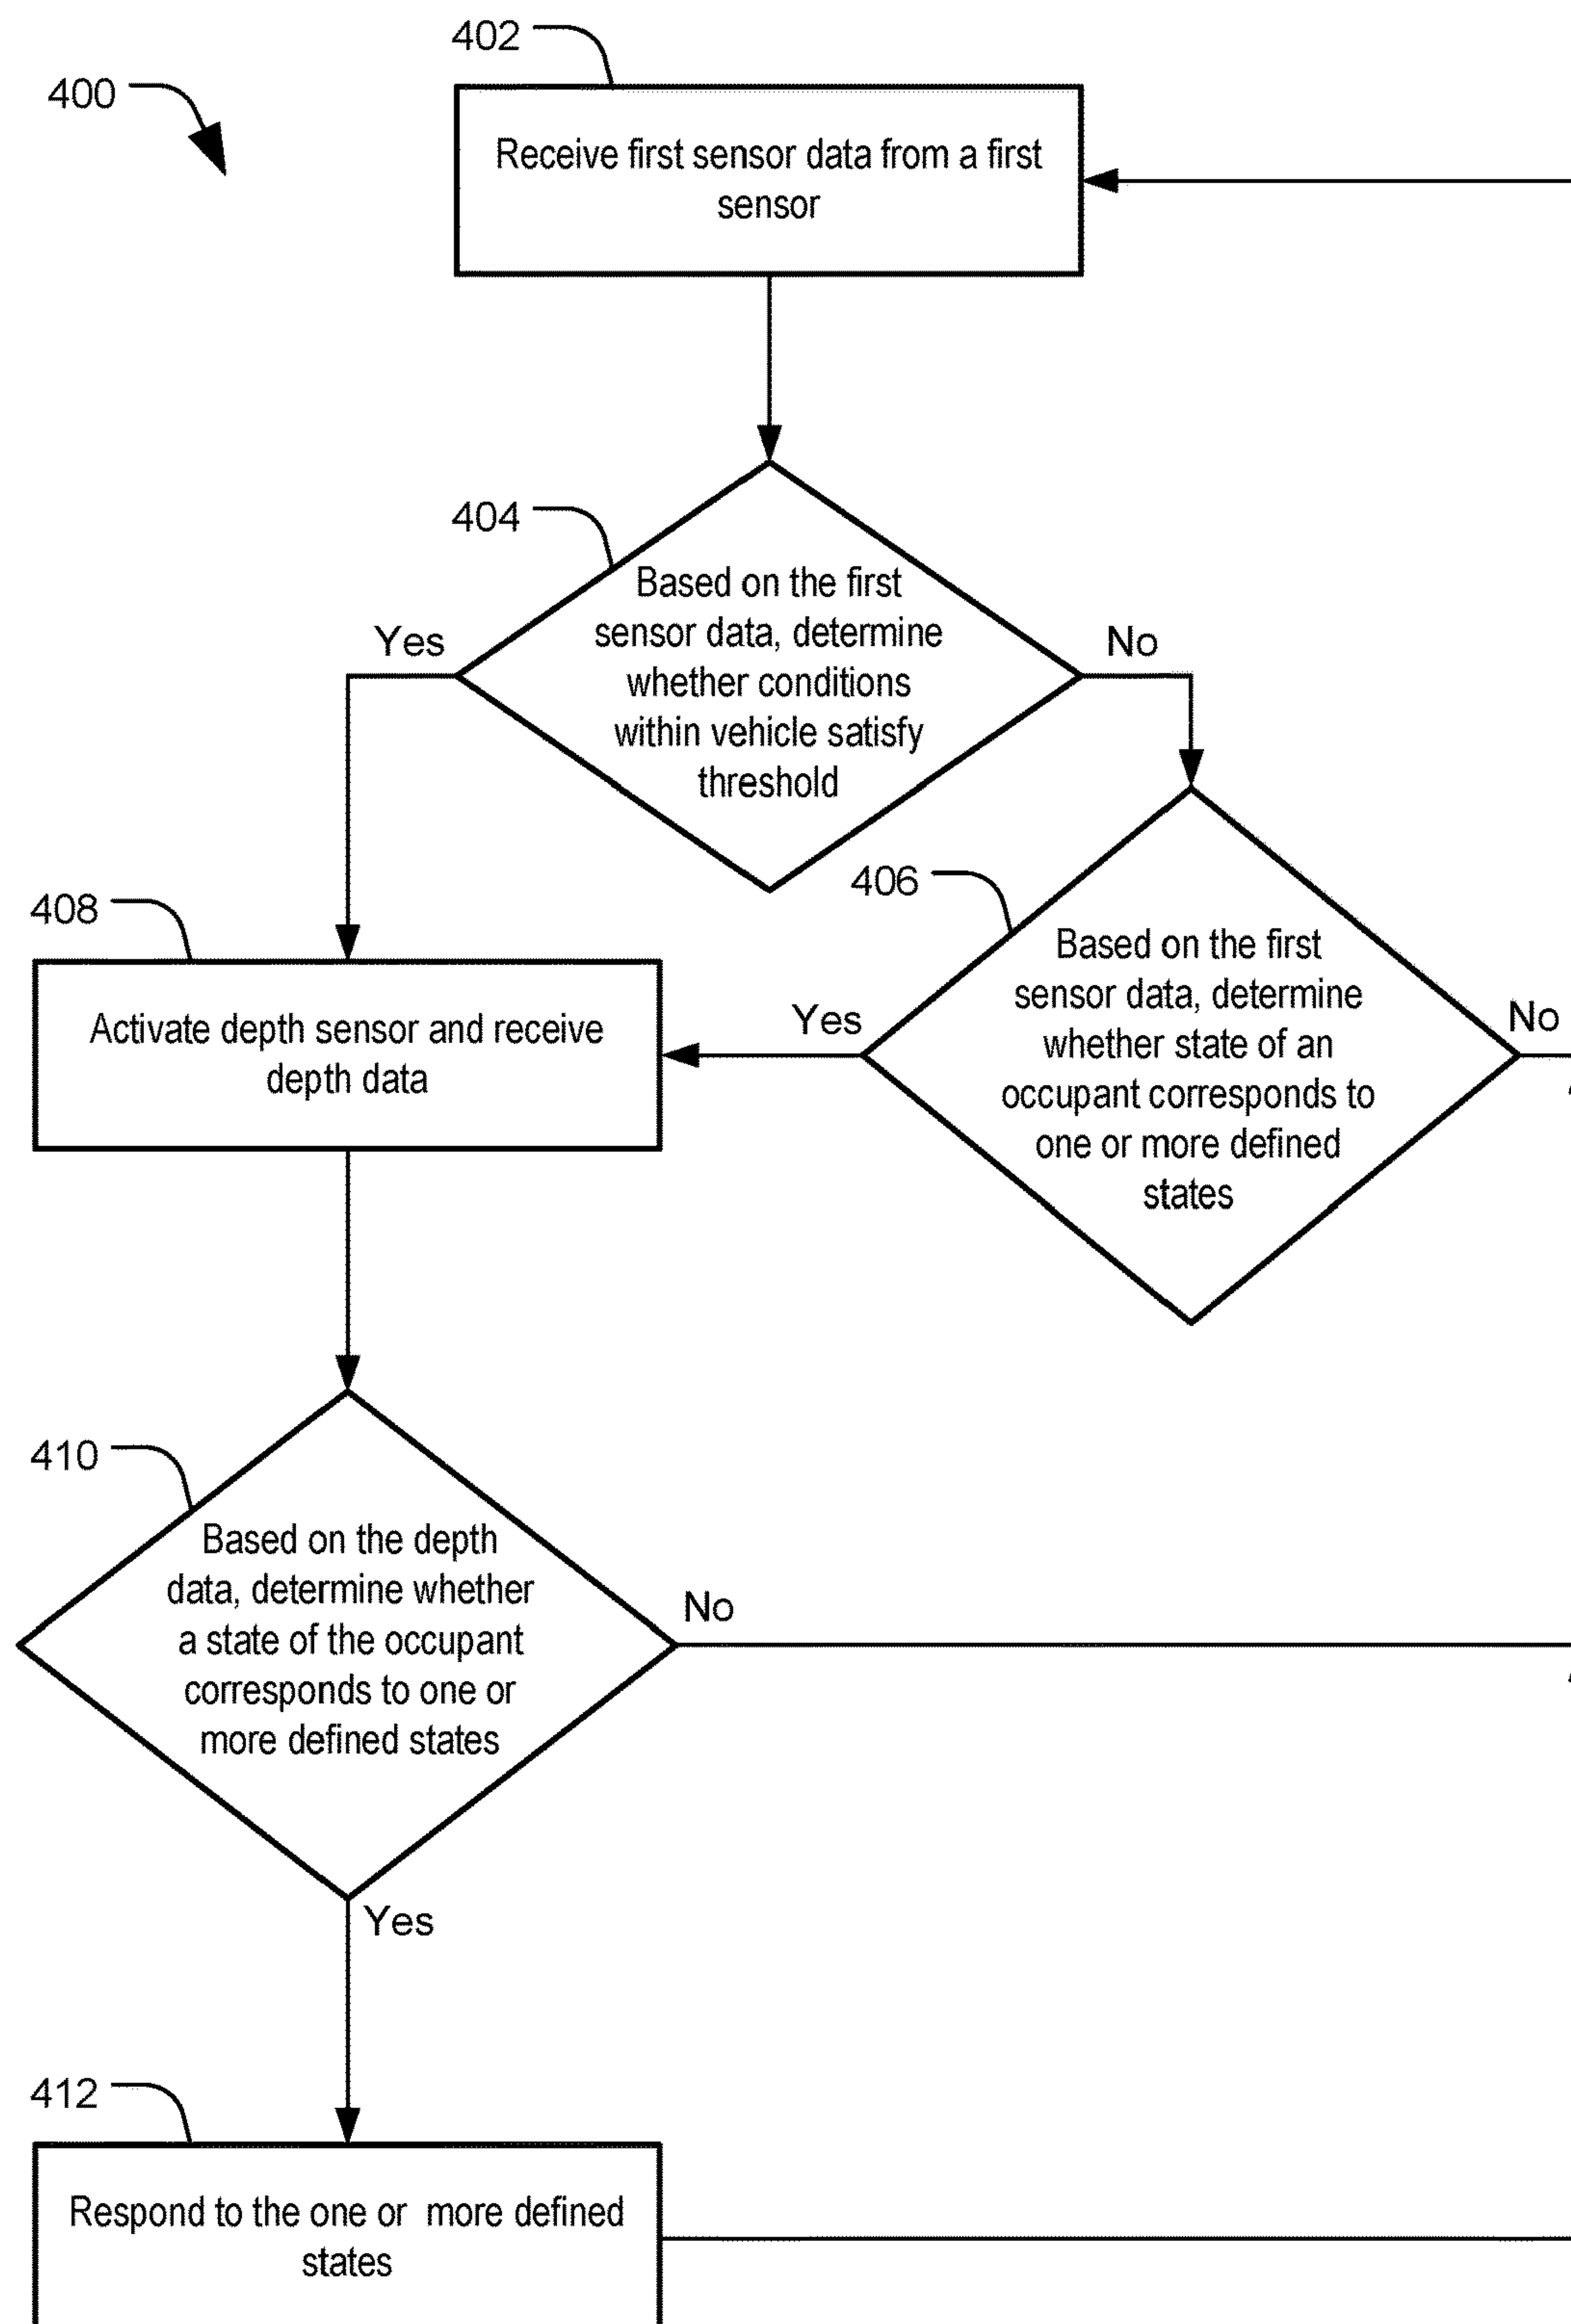 402
400
Receive first sensor data from a first
sensor
404
Based on the first
sensor data, determine
whether conditions
within vehicle satisfy
threshold
Yes
No
406
408
Based on the first
sensor data, determine
whether state of an
occupant corresponds to
one or more defined
states
Yes
No
Activate depth sensor and receive
depth data
410
Based on the depth
data, determine whether
a state of the occupant
corresponds to one or
more defined states
No
Yes
412
Respond to the one or more defined
states